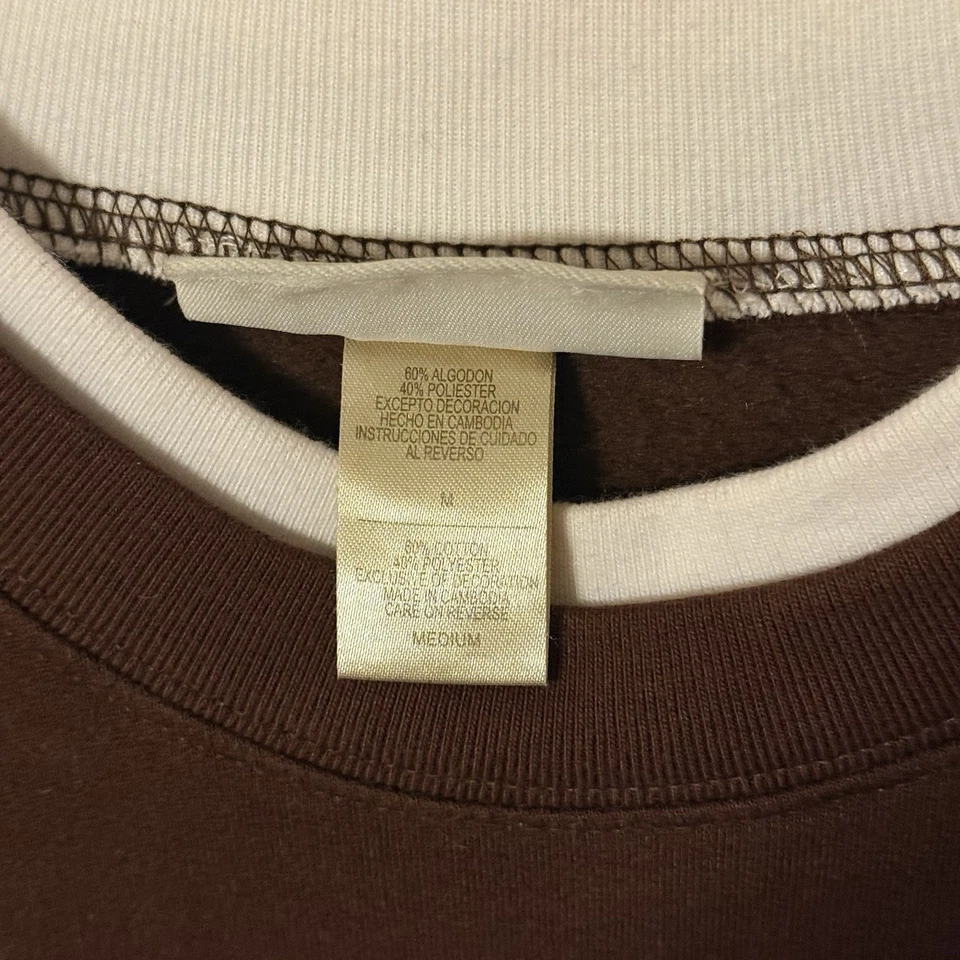 60% ALGODON
40% POLIESTER
EXCEPTO DECORACION
HECHO EN CAMBODIA
INSTRUCCIONES DE CUIDADO
AL REVERSO
M
60% COTTON
40% POLYESTER
EXCLUSIVE OF DECORATION
MADE IN CAMBODIA
CARE ON REVERSE
MEDIUM